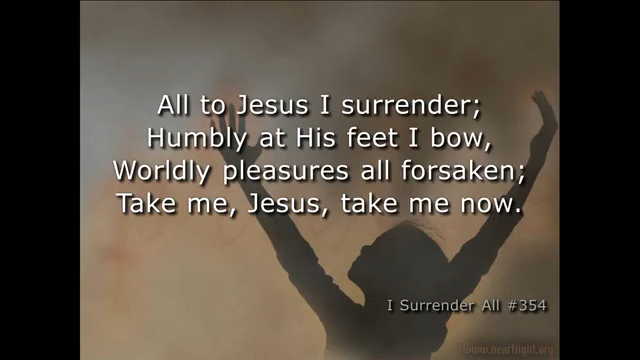 All to Jesus I surrender;
Humbly at His feet I bow,
Worldly pleasures all forsaken;
Take me, Jesus, take me now.
I Surrender All #354
www.heartlight.org